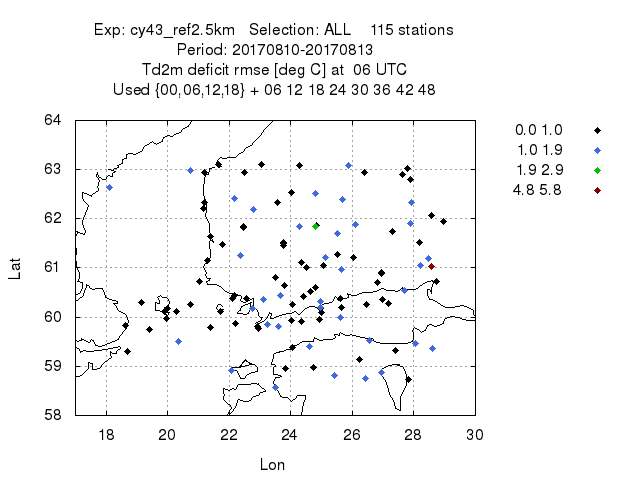 Exp: cy43_ref2.5km   Selection: ALL    115 stations
Period: 20170810-20170813
Td2m deficit rmse [deg C] at  06 UTC
Used {00,06,12,18} + 06 12 18 24 30 36 42 48
64
63
62
61
60
59
58
Lat
18 20 22 24 26 28 30
Lon
0.0 1.0
1.0 1.9
1.9 2.9
4.8 5.8